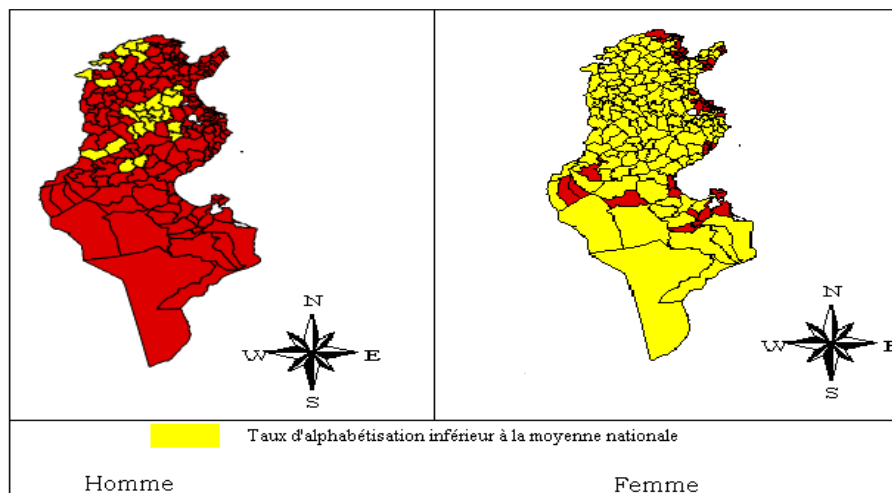 N
W E
S
N
W E
S
Taux d'alphabétisation inférieur à la moyenne nationale
Homme Femme